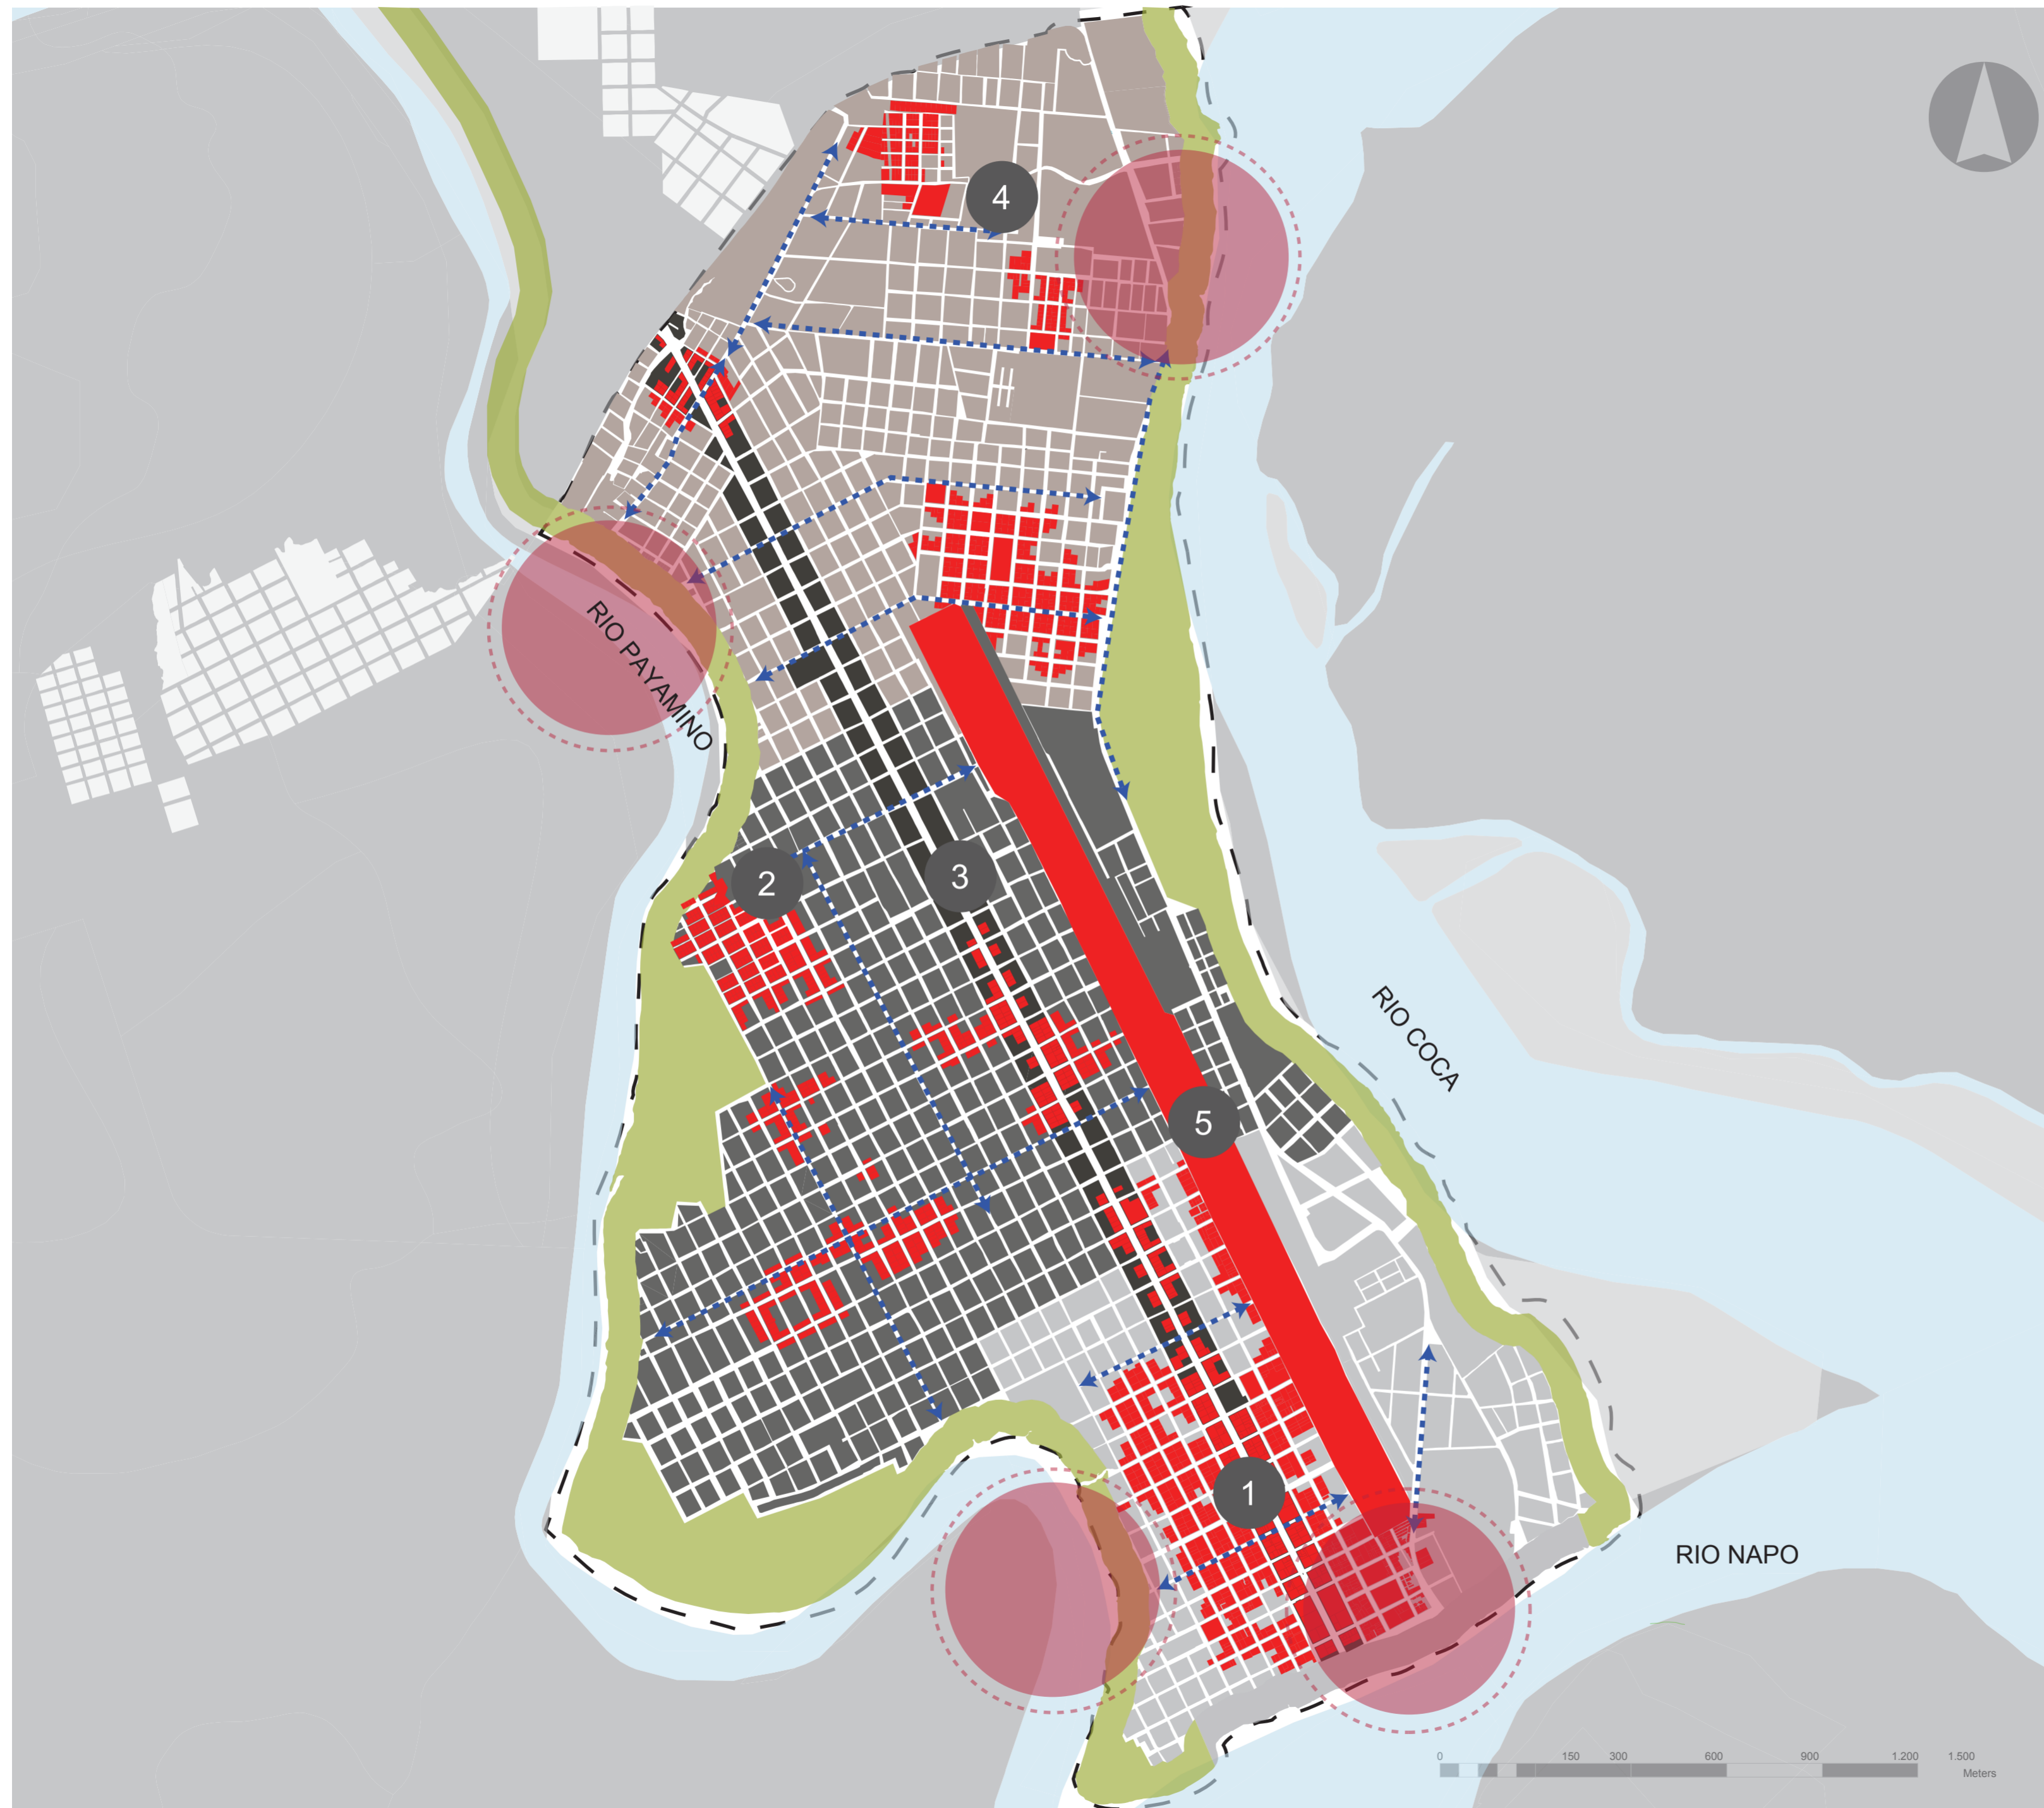 4
RIO PAYAMINO
2
3
RIO COCA
5
1
RIO NAPO
0 150 300 600 900 1.200 1.500
Meters